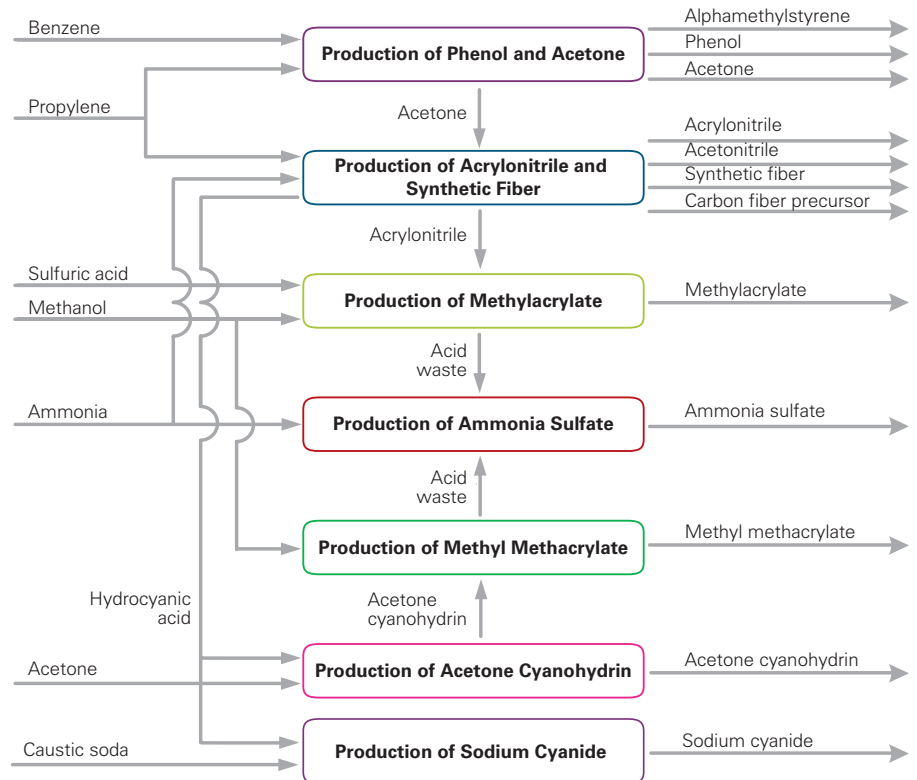 Benzene
Propylene
Production of Phenol and Acetone
Alphamethylstyrene
Phenol
Acetone
Acetone
Production of Acrylonitrile and
Synthetic Fiber
Acrylonitrile
Acetonitrile
Synthetic fiber
Carbon fiber precursor
Acrylonitrile
Sulfuric acid
Methanol
Production of Methylacrylate
Methylacrylate
Acid
waste
Ammonia
Production of Ammonia Sulfate
Ammonia sulfate
Acid
waste
Production of Methyl Methacrylate
Methyl methacrylate
Hydrocyanic
acid
Acetone
cyanohydrin
Acetone
Production of Acetone Cyanohydrin
Acetone cyanohydrin
Caustic soda
Production of Sodium Cyanide
Sodium cyanide